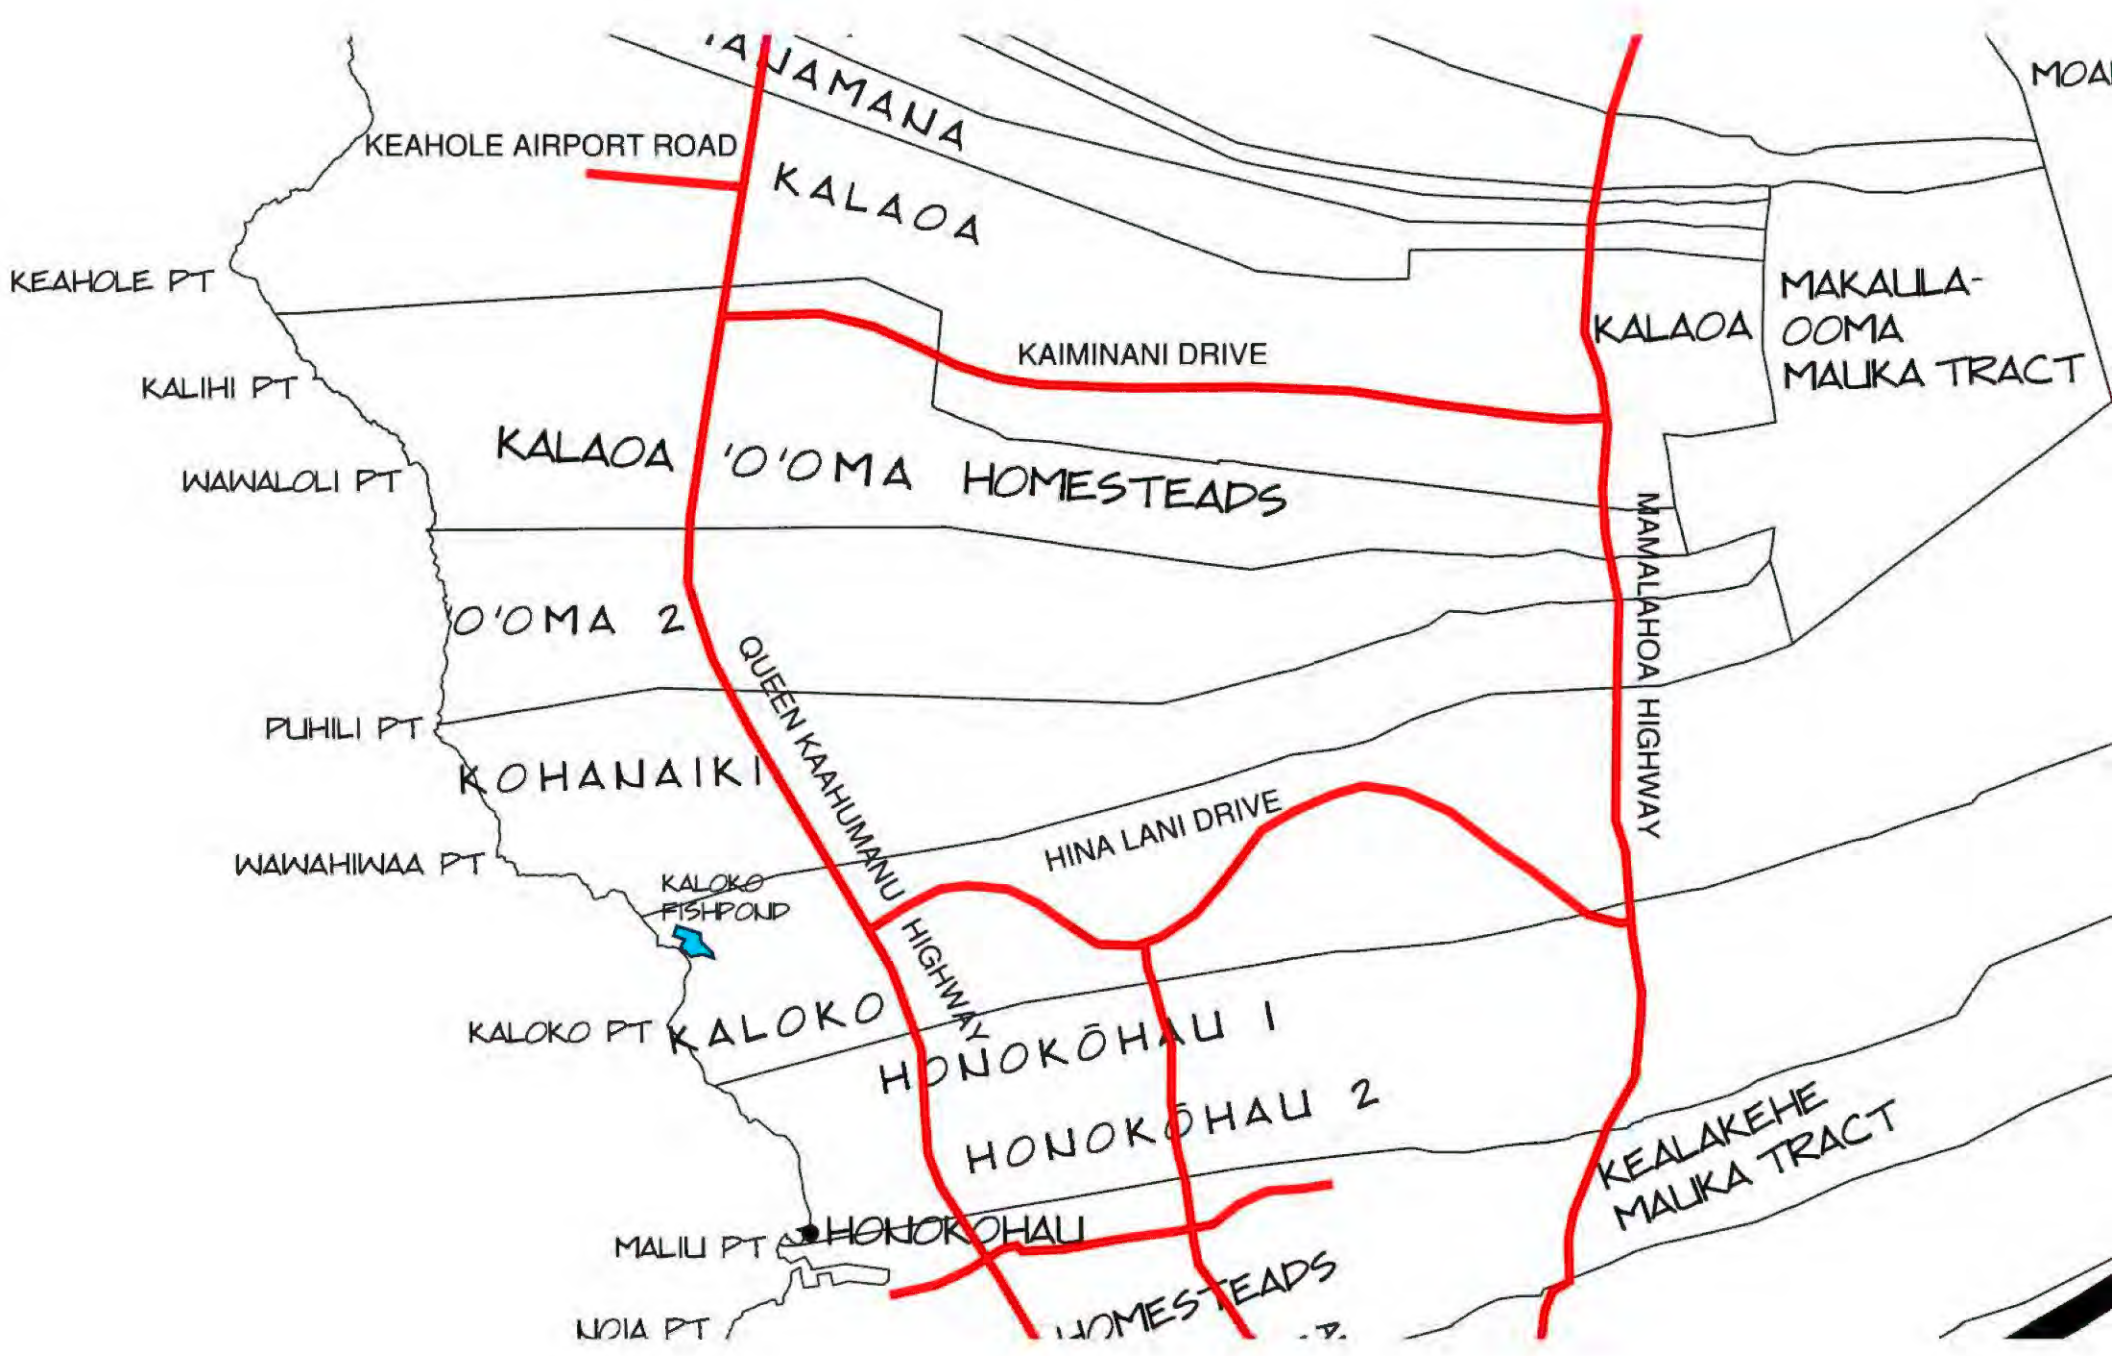 MOA
KEAHOLE AIRPORT ROAD
KALAOA
KEAHOLE PT
MAKAULA-
OOMA
MAUKA TRACT
KALAOA
KAIMINANI DRIVE
KALIHI PT
KALAOA 'O'OMA HOMESTEADS
WAWALOLI PT
MAMALAHOA HIGHWAY
'O'OMA 2
QUEEN KAAHUMANU HIGHWAY
PUHILI PT
KOHANAIKI
HINA LANI DRIVE
WAWAHIWAA PT
KALOKO
FISHPOND
KALOKO PT
KALOKO
HONOKŌHAU 1
HONOKŌHAU 2
KEALAKEHE
MAUKA TRACT
MALIU PT
HONOKOHAU
HOMESTEADS
NOIA PT